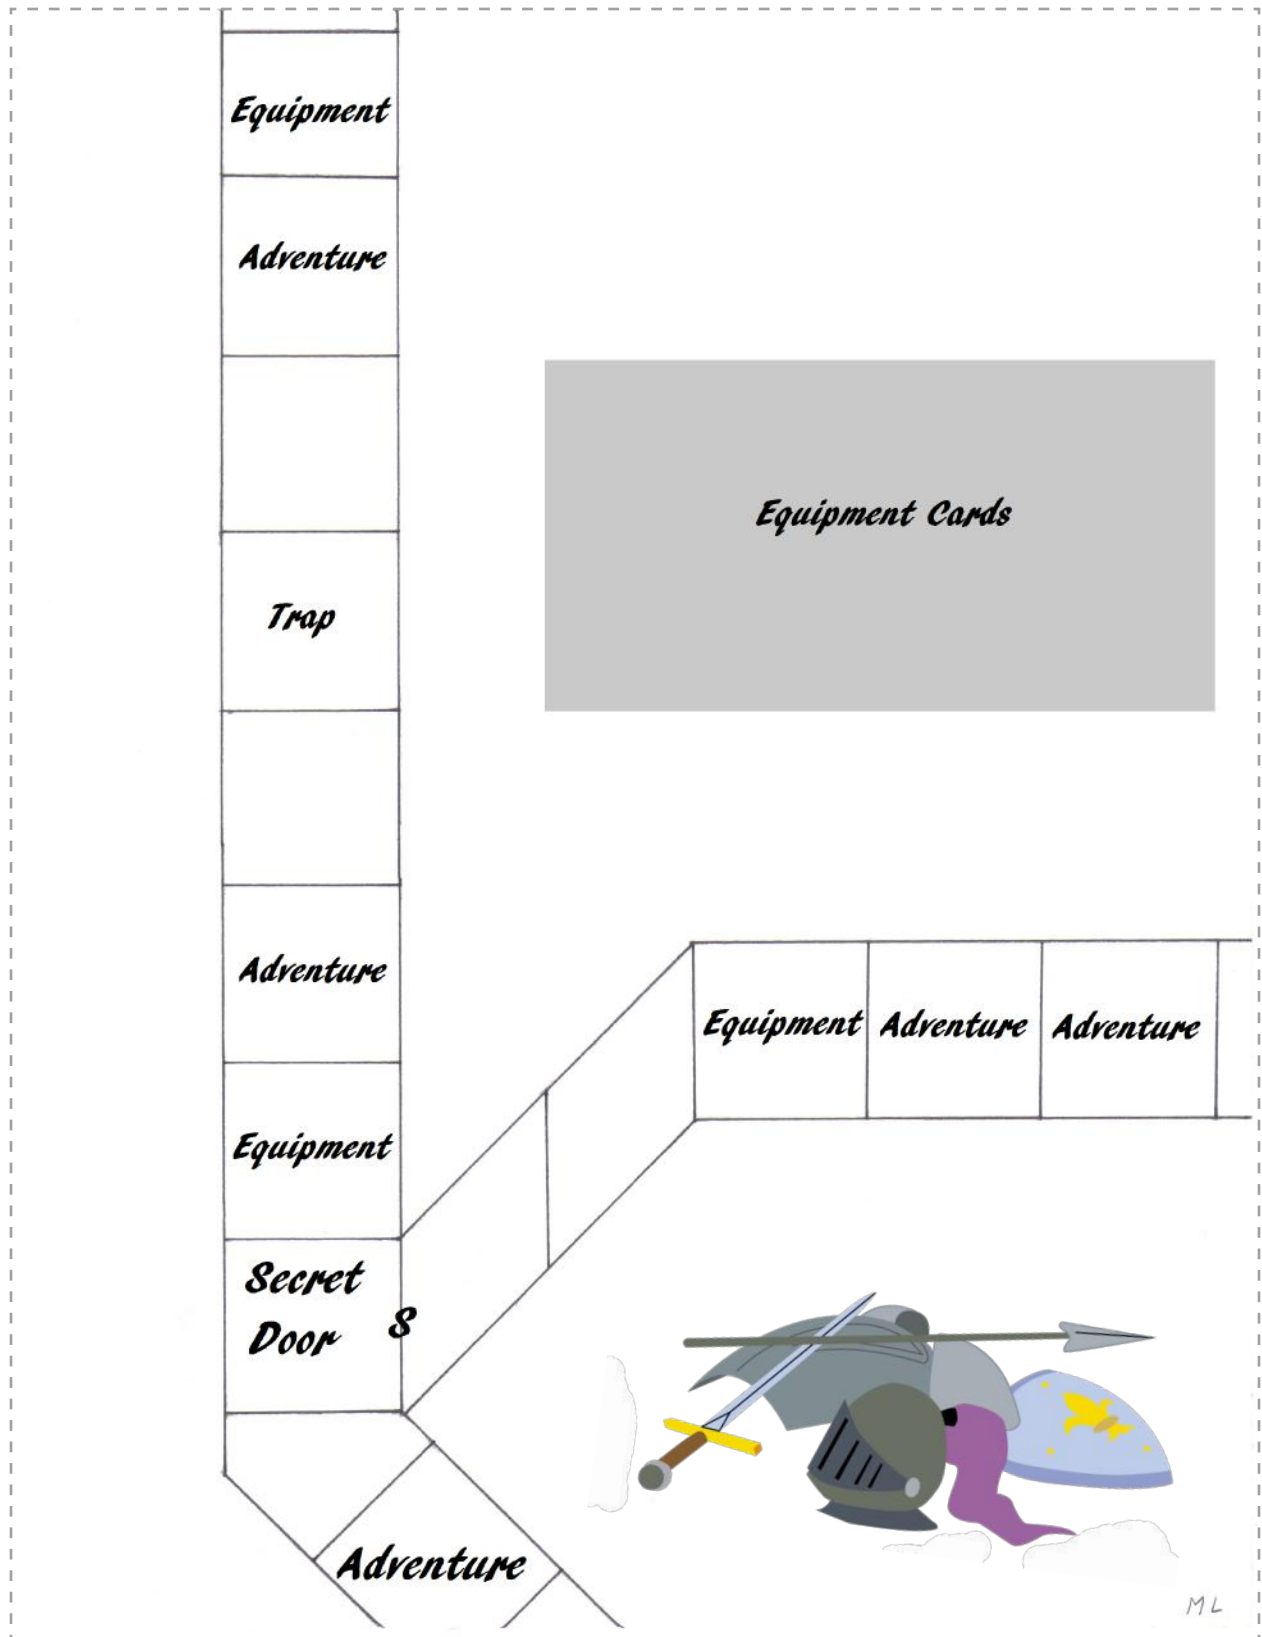 Equipment
Adventure
Equipment Cards
Trap
Adventure
Equipment Adventure Adventure
Equipment
Secret
Door S
Adventure
ML